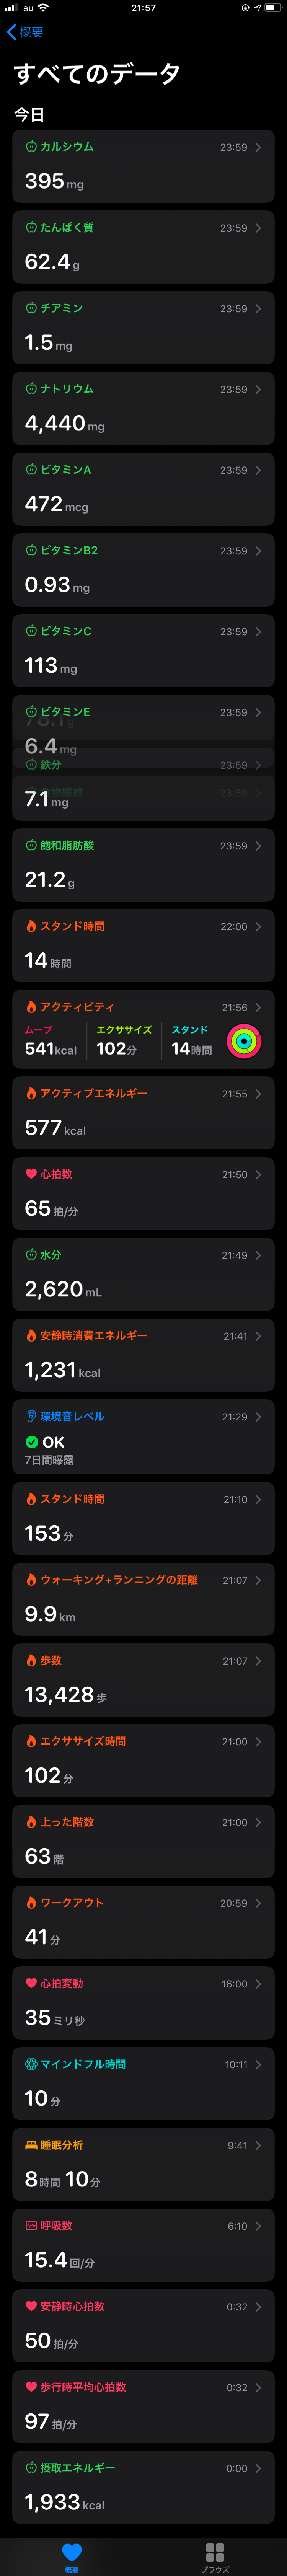 au 21:57
概要
すべてのデータ
今日
カルシウム 23:59
395 mg
たんぱく質 23:59
62.4 g
チアミン 23:59
1.5 mg
ナトリウム 23:59
4,440 mg
ビタミンA 23:59
472 mcg
ビタミンB2 23:59
0.93 mg
ビタミンC 23:59
113 mg
ビタミンE 23:59
6.4 mg
鉄分 23:59
7.1 mg
飽和脂肪酸 23:59
21.2 g
スタンド時間 22:00
14 時間
アクティビティ 21:56
ムーブ エクササイズ スタンド
541kcal 102分 14時間
アクティブエネルギー 21:55
577 kcal
心拍数 21:50
65 拍/分
水分 21:49
2,620 mL
安静時消費エネルギー 21:41
1,231 kcal
環境音レベル 21:29
OK
7日間曝露
スタンド時間 21:10
153 分
ウォーキング+ランニングの距離 21:07
9.9 km
歩数 21:07
13,428 歩
エクササイズ時間 21:00
102 分
上った階数 21:00
63 階
ワークアウト 20:59
41 分
心拍変動 16:00
35 ミリ秒
マインドフル時間 10:11
10 分
睡眠分析 9:41
8時間 10分
呼吸数 6:10
15.4 回/分
安静時心拍数 0:32
50 拍/分
歩行時平均心拍数 0:32
97 拍/分
摂取エネルギー 0:00
1,933 kcal
概要 ブラウズ